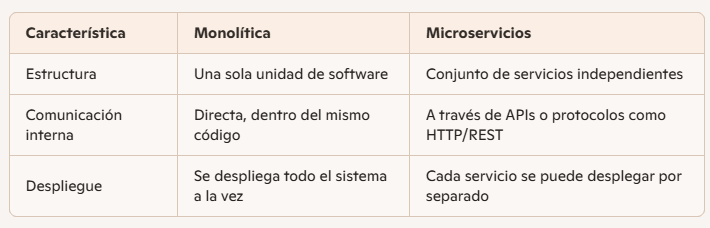 Característica Monolítica Microservicios
Estructura Una sola unidad de software Conjunto de servicios independientes
Comunicación interna Directa, dentro del mismo código A través de APIs o protocolos como HTTP/REST
Despliegue Se despliega todo el sistema a la vez Cada servicio se puede desplegar por separado